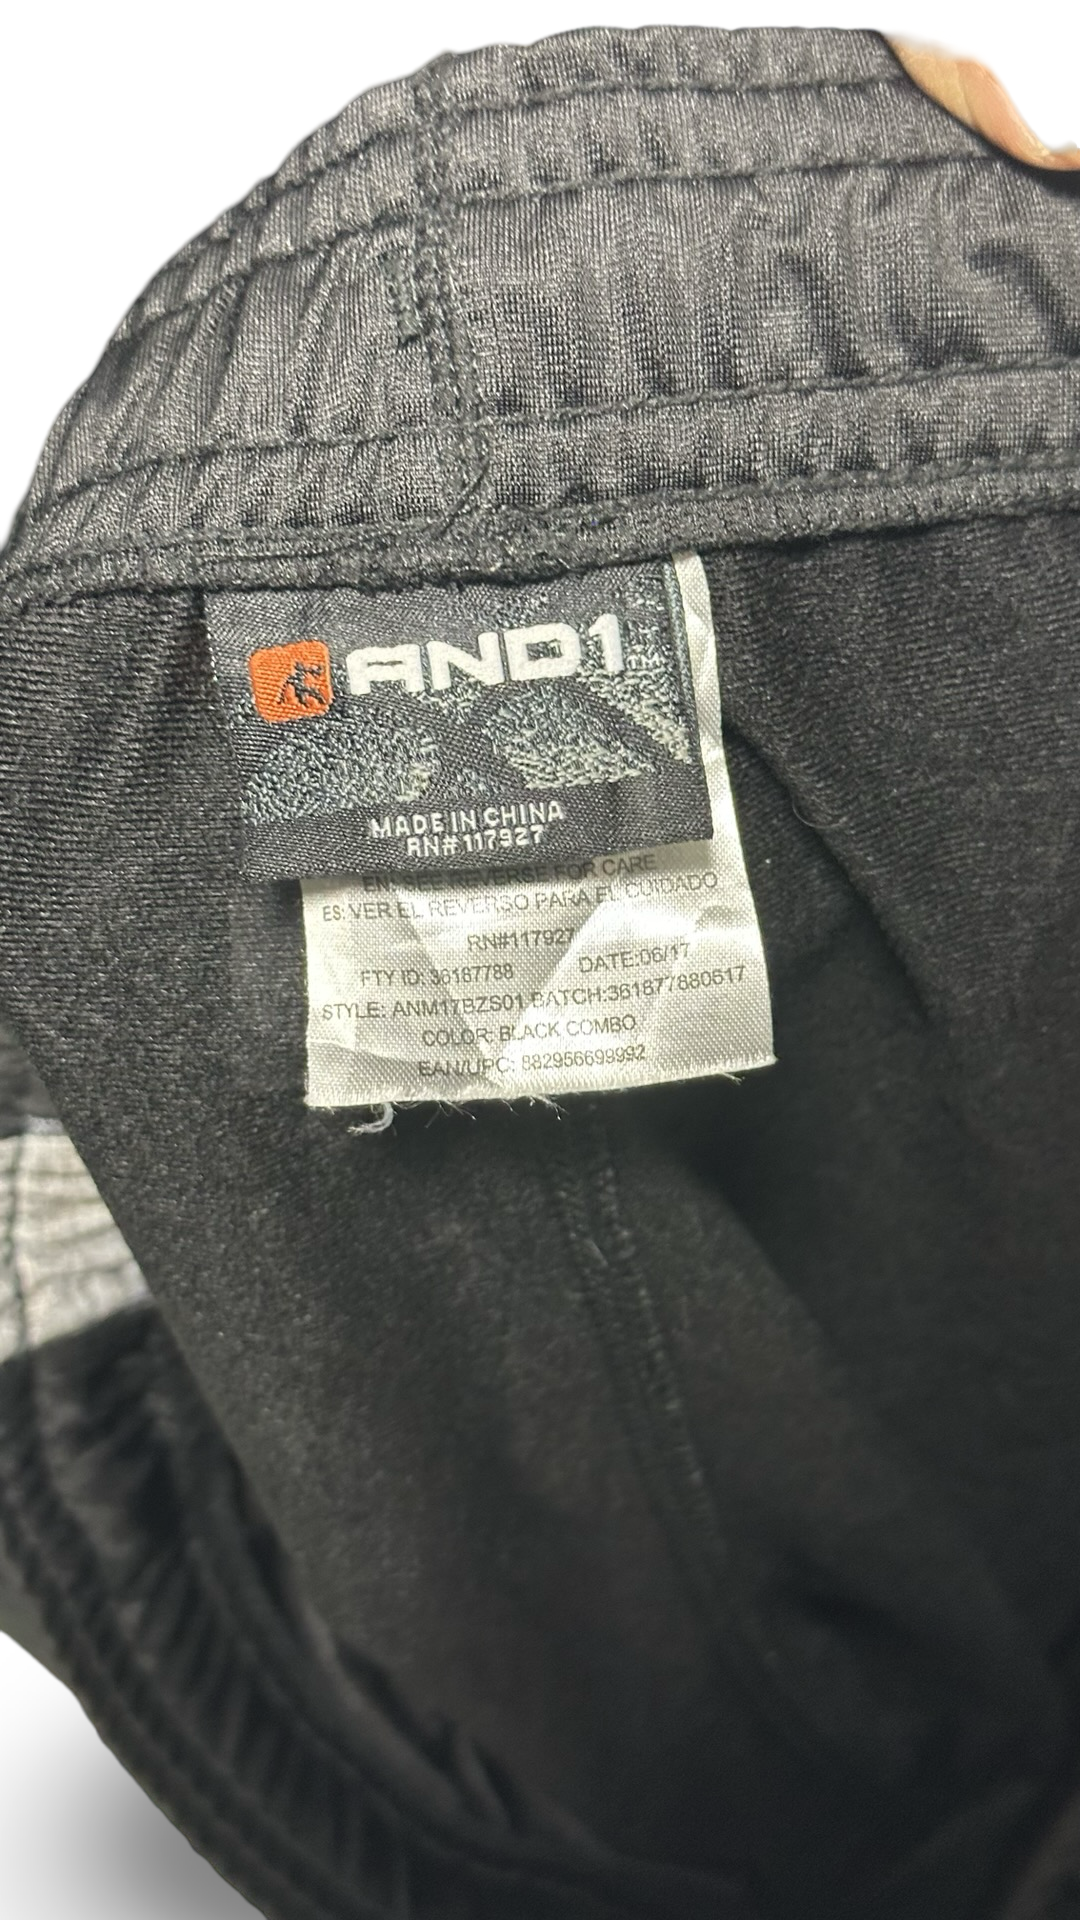 AND1
MADE IN CHINA
RN#117927
EN: SEE REVERSE FOR CARE
ES: VER EL REVERSO PARA EL CUIDADO
RN#117927
FTY ID: 36187788 DATE:06/17
STYLE: ANM17BZS01 BATCH:361877880617
COLOR: BLACK COMBO
EAN/UPC: 882956699992